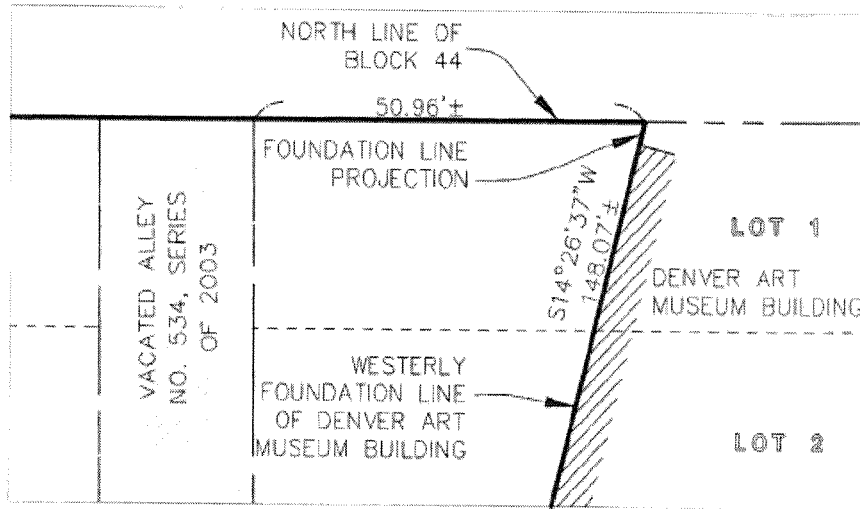 NORTH LINE OF
BLOCK 44
50.96'±
FOUNDATION LINE
PROJECTION
S14°26'37"W
148.07'±
LOT 1
DENVER ART
MUSEUM BUILDING
VACATED ALLEY
NO. 534, SERIES
OF 2003
WESTERLY
FOUNDATION LINE
OF DENVER ART
MUSEUM BUILDING
LOT 2